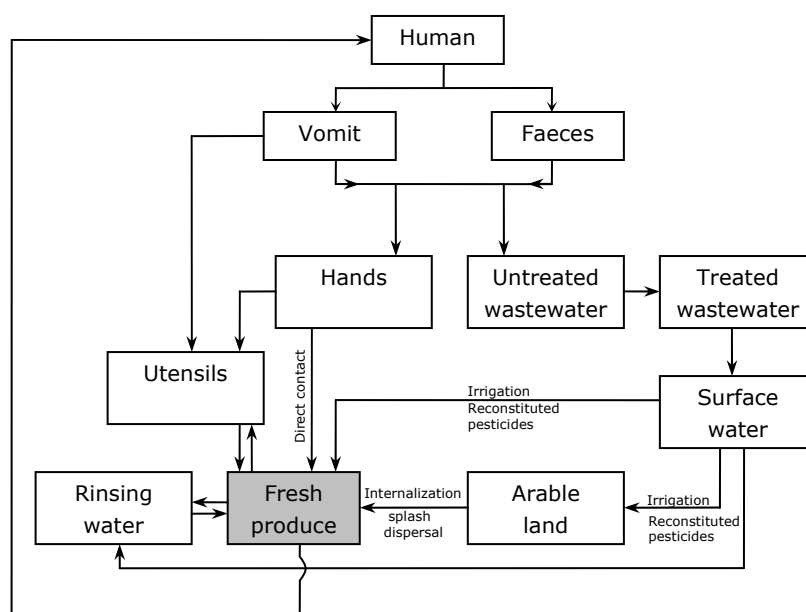 Human
Vomit
Faeces
Hands
Untreated
wastewater
Treated
wastewater
Utensils
Direct contact
Irrigation
Reconstituted
pesticides
Surface
water
Rinsing
water
Fresh
produce
Internalization
splash
dispersal
Arable
land
Irrigation
Reconstituted
pesticides